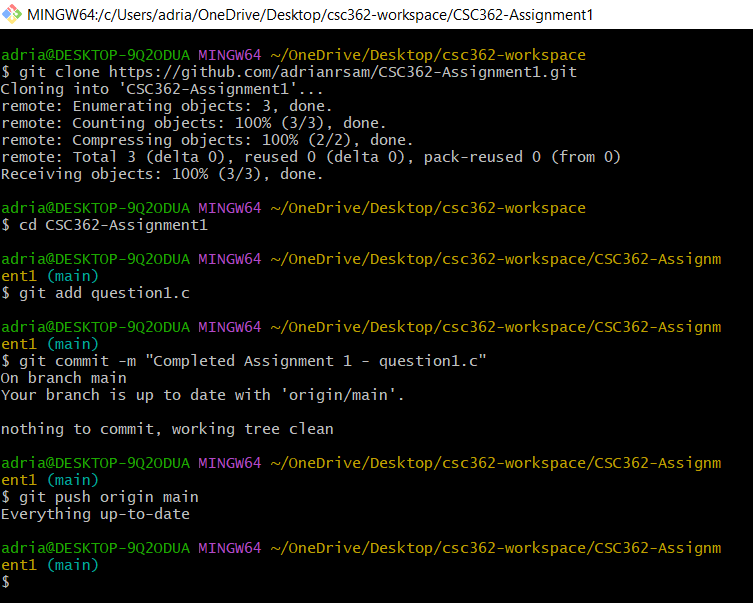 MINGW64:/c/Users/adria/OneDrive/Desktop/csc362-workspace/CSC362-Assignment1
adria@DESKTOP-9Q2ODUA MINGW64 ~/OneDrive/Desktop/csc362-workspace
$ git clone https://github.com/adrianrsam/CSC362-Assignment1.git
Cloning into 'CSC362-Assignment1'...
remote: Enumerating objects: 3, done.
remote: Counting objects: 100% (3/3), done.
remote: Compressing objects: 100% (2/2), done.
remote: Total 3 (delta 0), reused 0 (delta 0), pack-reused 0 (from 0)
Receiving objects: 100% (3/3), done.
adria@DESKTOP-9Q2ODUA MINGW64 ~/OneDrive/Desktop/csc362-workspace
$ cd CSC362-Assignment1
adria@DESKTOP-9Q2ODUA MINGW64 ~/OneDrive/Desktop/csc362-workspace/CSC362-Assignm
ent1 (main)
$ git add question1.c
adria@DESKTOP-9Q2ODUA MINGW64 ~/OneDrive/Desktop/csc362-workspace/CSC362-Assignm
ent1 (main)
$ git commit -m "Completed Assignment 1 - question1.c"
On branch main
Your branch is up to date with 'origin/main'.
nothing to commit, working tree clean
adria@DESKTOP-9Q2ODUA MINGW64 ~/OneDrive/Desktop/csc362-workspace/CSC362-Assignm
ent1 (main)
$ git push origin main
Everything up-to-date
adria@DESKTOP-9Q2ODUA MINGW64 ~/OneDrive/Desktop/csc362-workspace/CSC362-Assignm
ent1 (main)
$